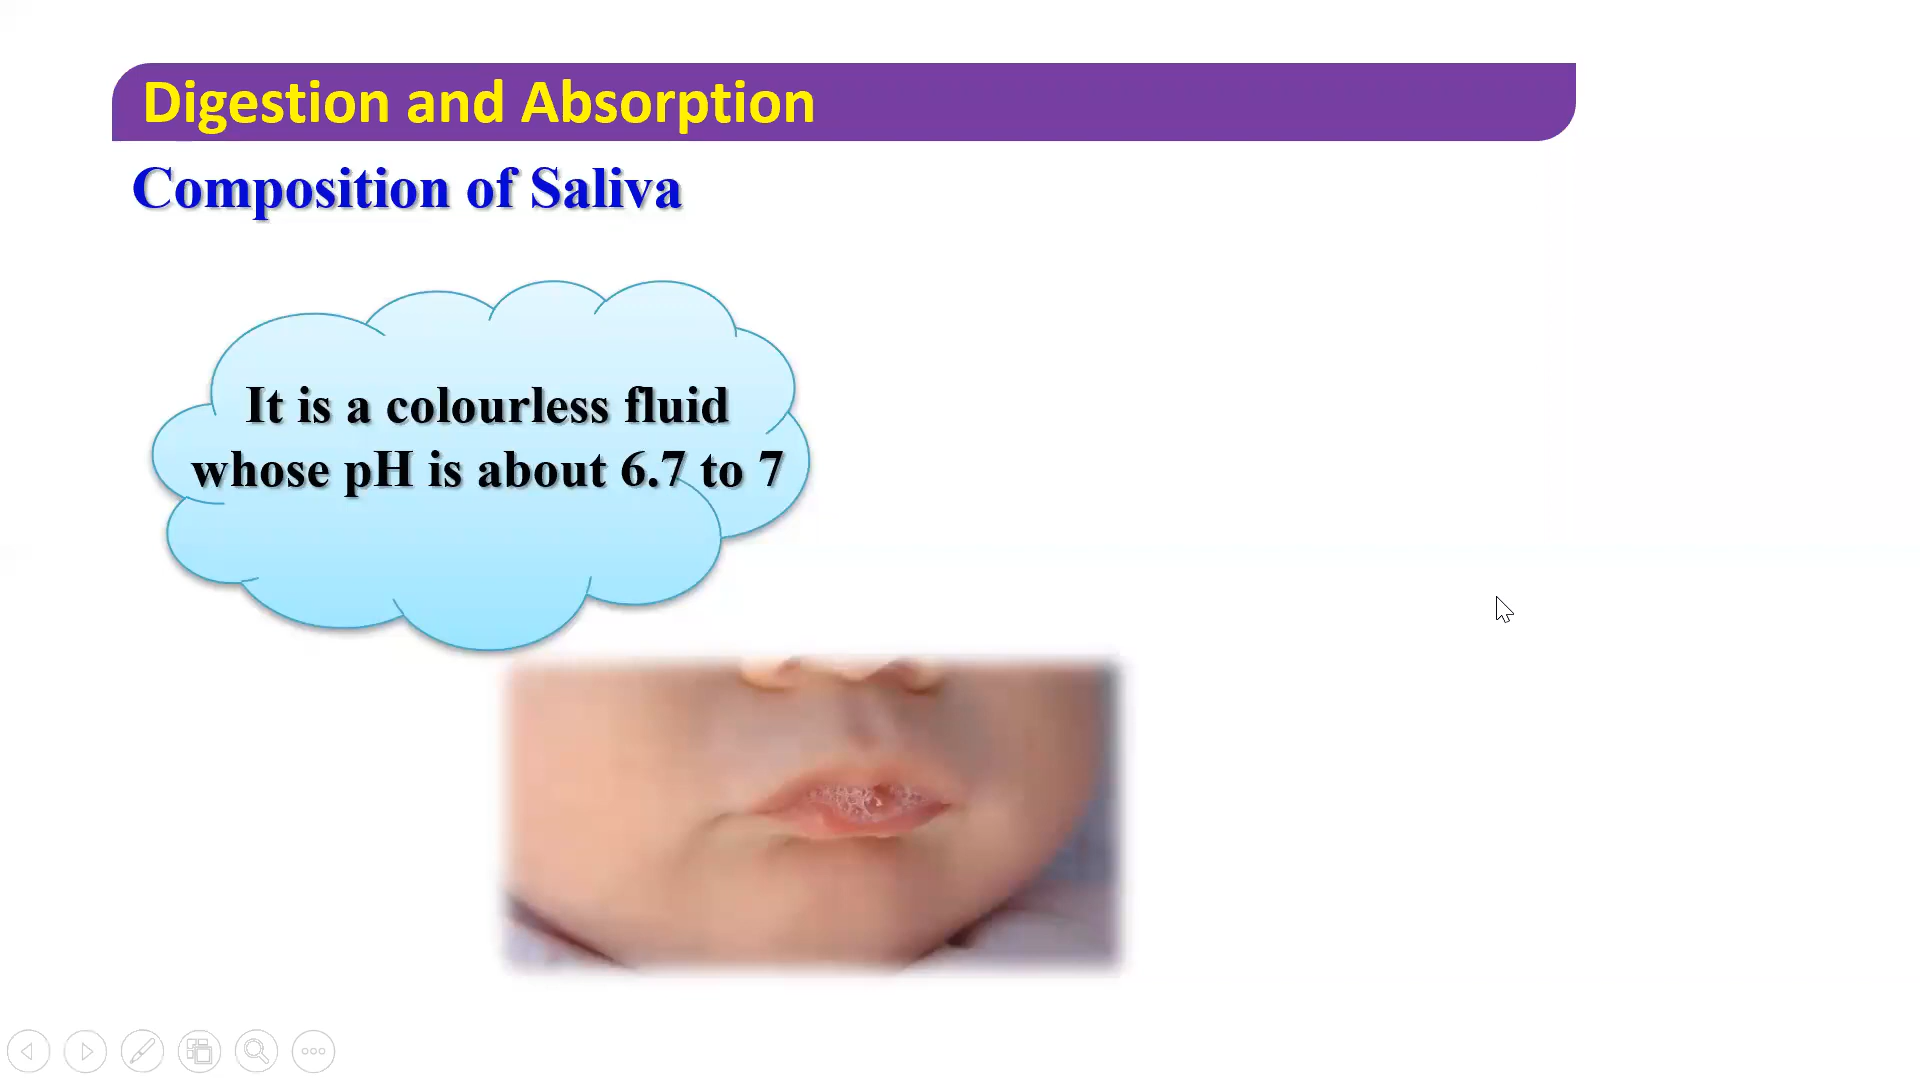 Digestion and Absorption
Composition of Saliva
It is a colourless fluid
whose pH is about 6.7 to 7